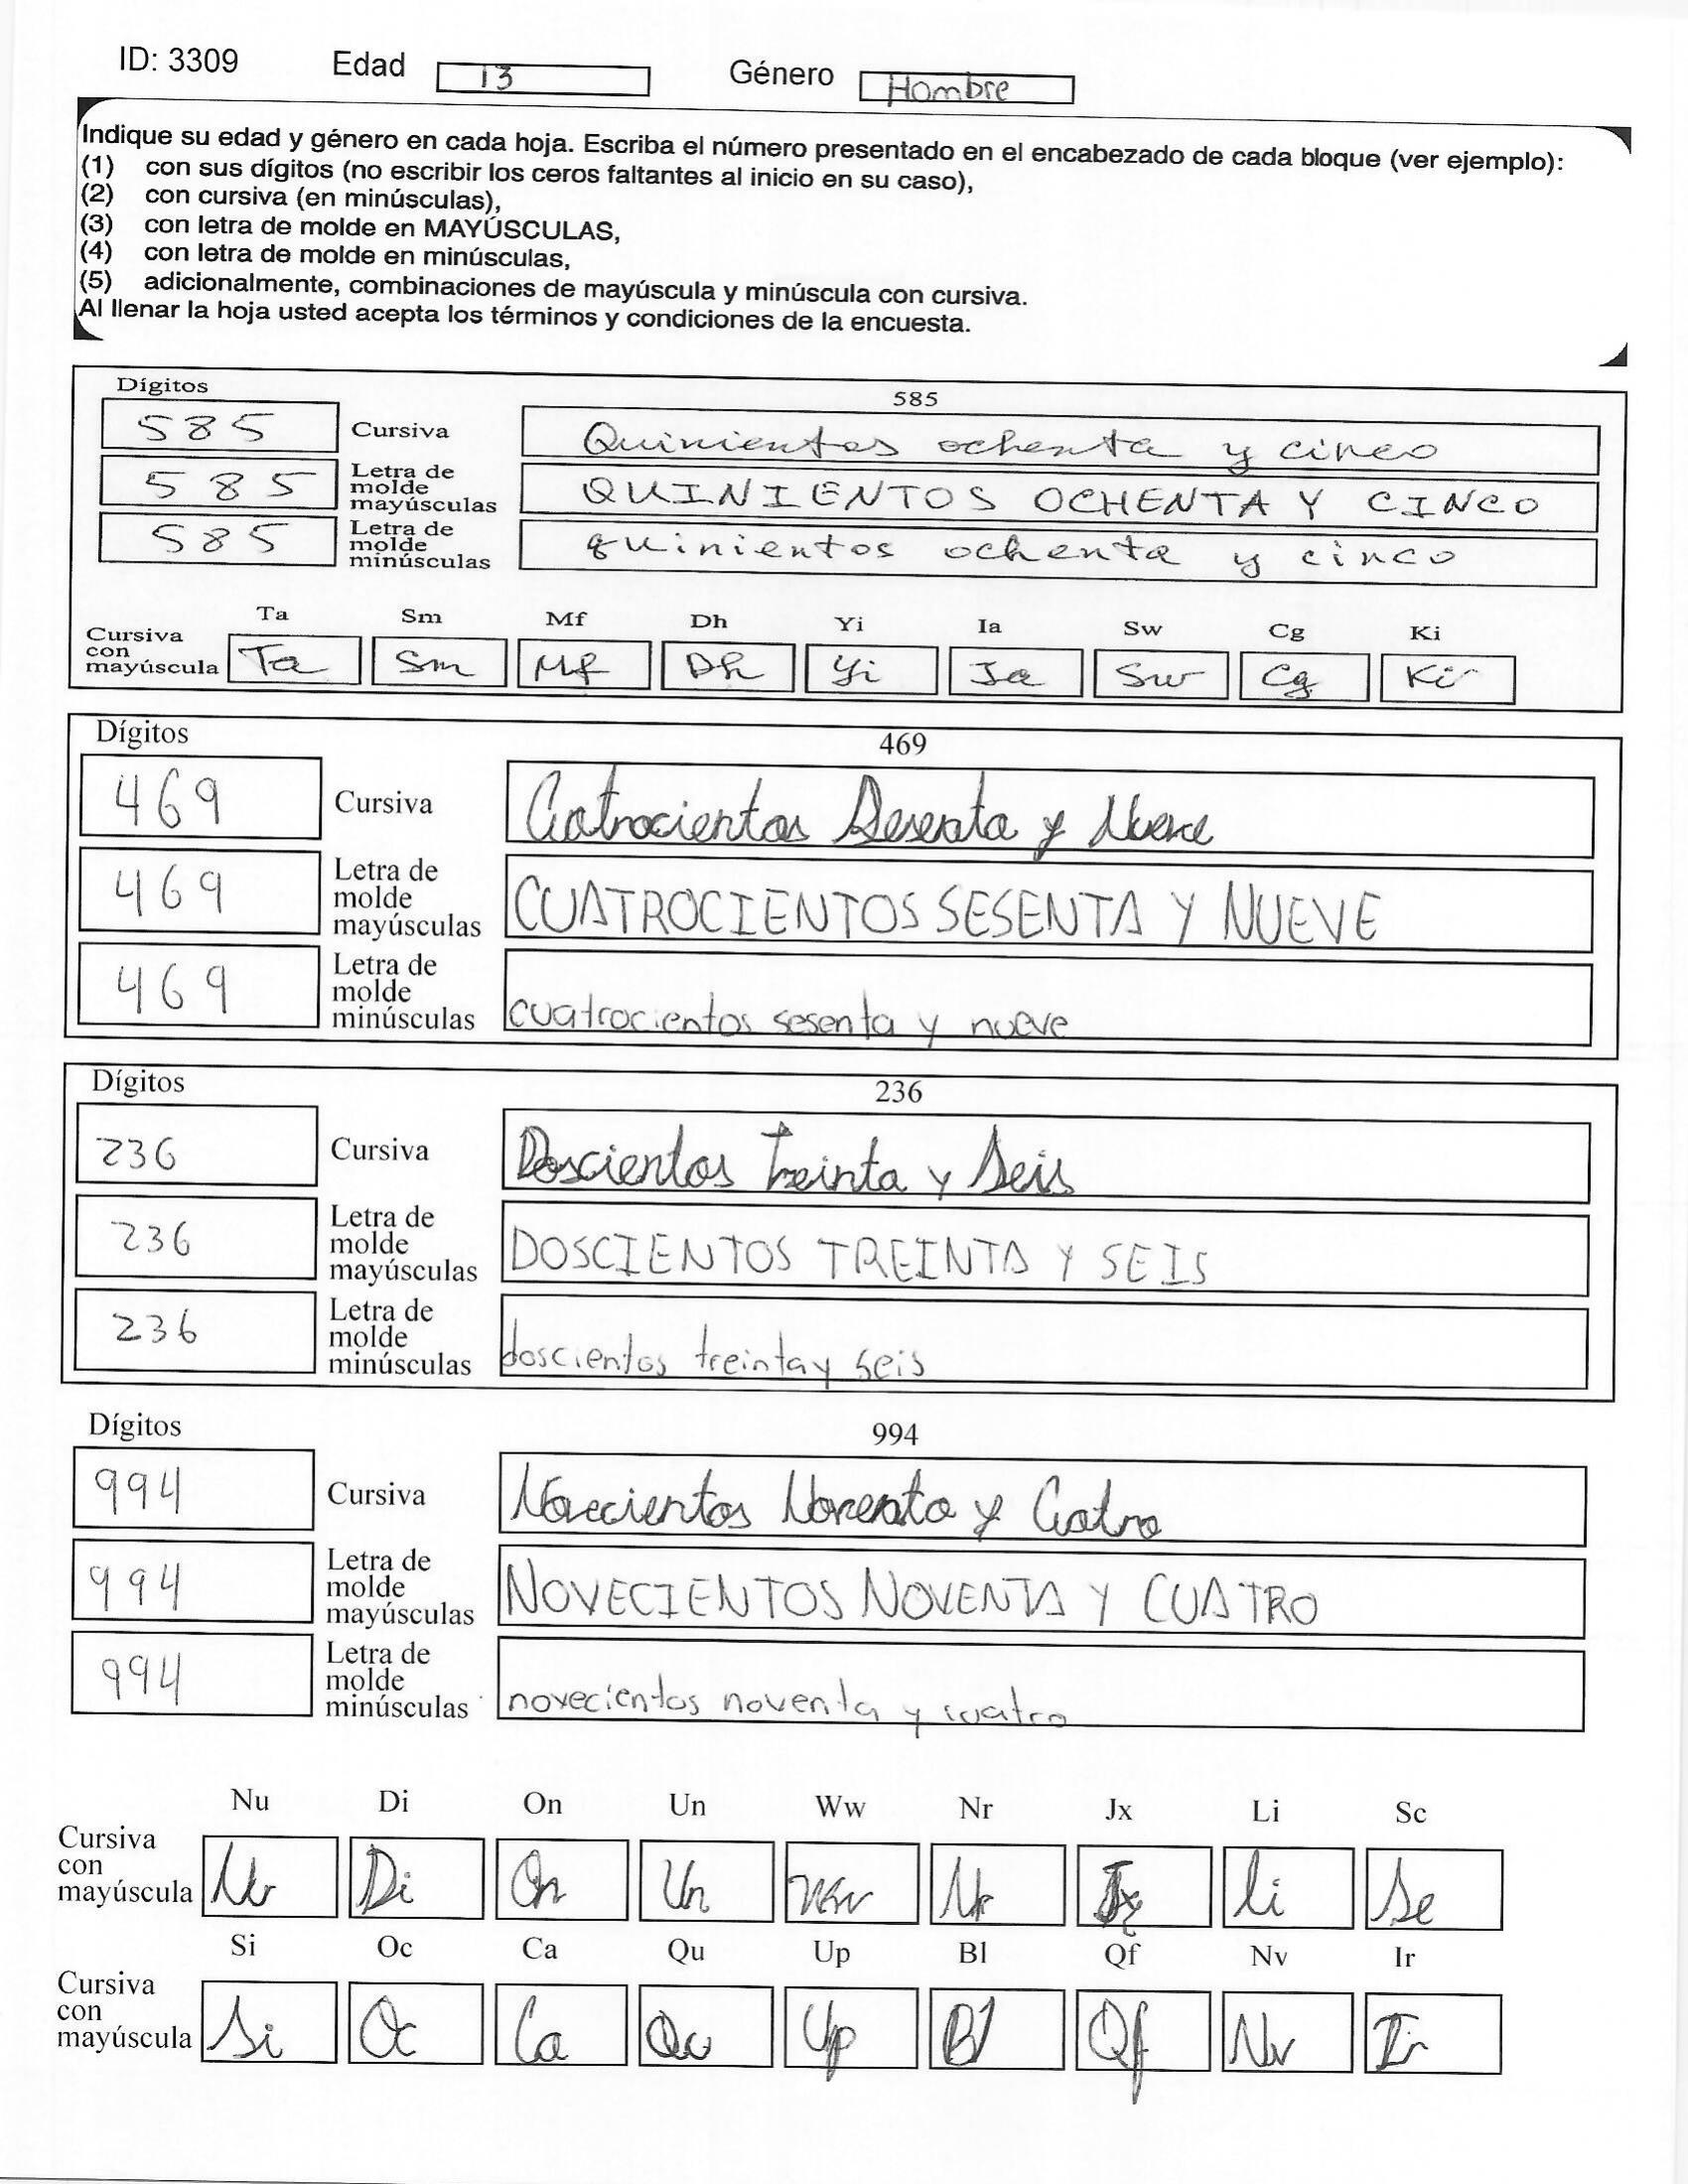 ID: 3309 Edad 13 Género Hombre
Indique su edad y género en cada hoja. Escriba el número presentado en el encabezado de cada bloque (ver ejemplo):
(1) con sus dígitos (no escribir los ceros faltantes al inicio en su caso),
(2) con cursiva (en minúsculas),
(3) con letra de molde en MAYÚSCULAS,
(4) con letra de molde en minúsculas,
(5) adicionalmente, combinaciones de mayúscula y minúscula con cursiva.
Al llenar la hoja usted acepta los términos y condiciones de la encuesta.
Dígitos 585
585 Cursiva Quinientos ochenta y cinco
585 Letra de molde mayúsculas QUINIENTOS OCHENTA Y CINCO
585 Letra de molde minúsculas quinientos ochenta y cinco
Ta Sm Mf Dh Yi Ia Sw Cg Ki
Cursiva con mayúscula Ta Sm Mf Dh Yi Ia Sw Cg Ki
Dígitos 469
469 Cursiva Catrocientos Sesenta y Nueve
469 Letra de molde mayúsculas CUATROCIENTOS SESENTA Y NUEVE
469 Letra de molde minúsculas cuatrocientos sesenta y nueve
Dígitos 236
236 Cursiva Doscientos Treinta y Seis
236 Letra de molde mayúsculas DOSCIENTOS TREINTA Y SEIS
236 Letra de molde minúsculas doscientos treinta y seis
Dígitos 994
994 Cursiva Novecientos Noventa y Catro
994 Letra de molde mayúsculas NOVECIENTOS NOVENTA Y CUATRO
994 Letra de molde minúsculas novecientos noventa y cuatro
Nu Di On Un Ww Nr Jx Li Sc
Cursiva con mayúscula Nu Di On Un Ww Nr Jx li Se
Si Oc Ca Qu Up Bl Qf Nv Ir
Cursiva con mayúscula Si Oc Ca Qu Up Bl Qf Nv Ir